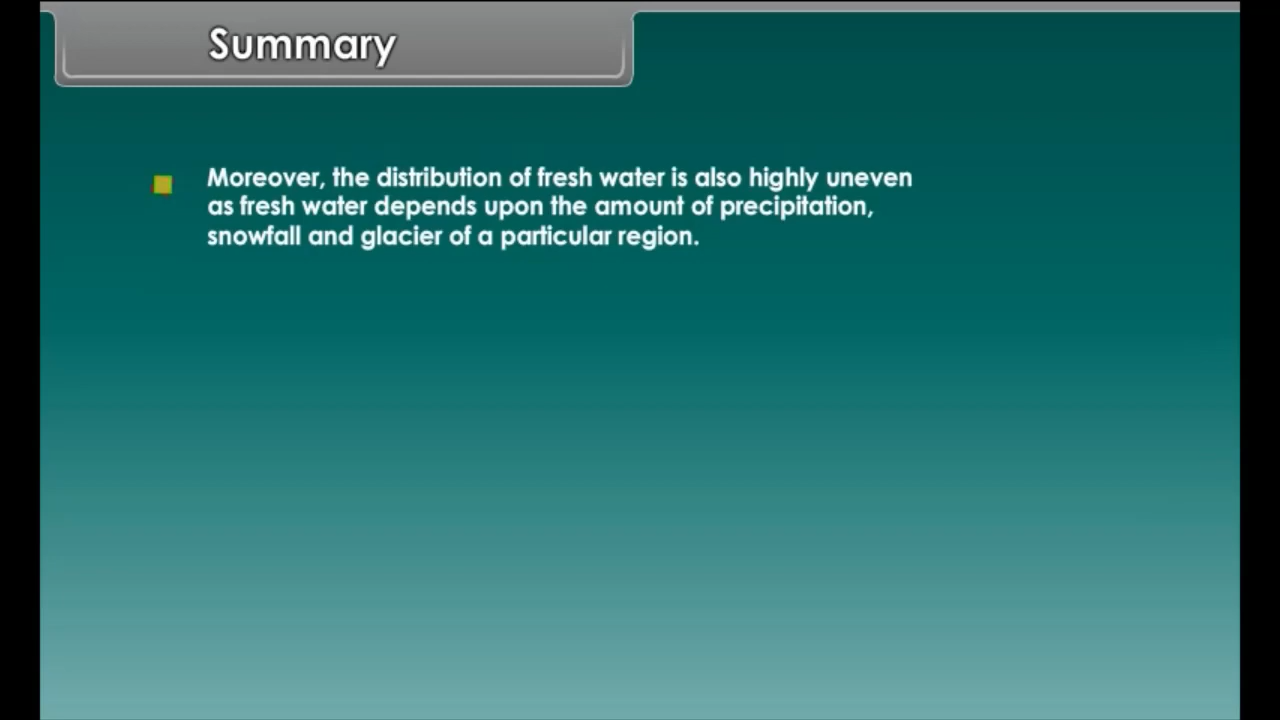 Summary
Moreover, the distribution of fresh water is also highly uneven
as fresh water depends upon the amount of precipitation,
snowfall and glacier of a particular region.